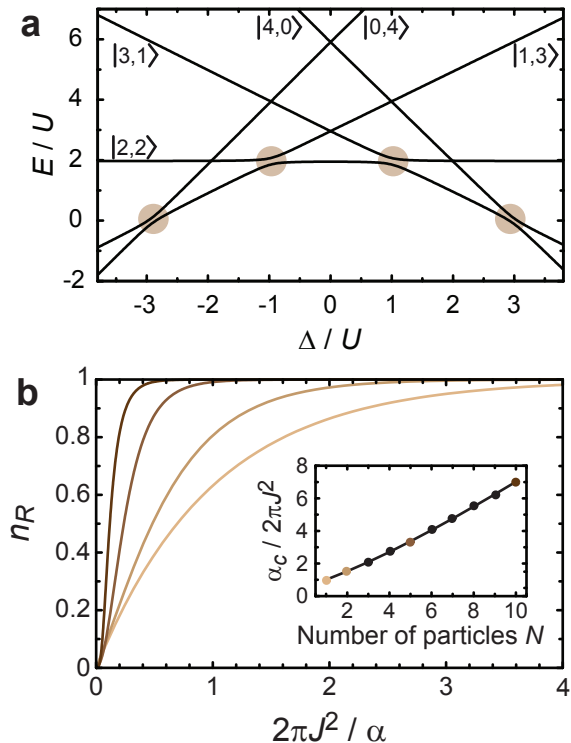 a
|4,0⟩ |0,4⟩
|3,1⟩ |1,3⟩
|2,2⟩
E / U
6
4
2
0
-2
-3 -2 -1 0 1 2 3
Δ / U
b
n_R
1
0.8
0.6
0.4
0.2
0
0 1 2 3 4
2πJ² / α
α_c / 2πJ²
8
6
4
2
0
2 4 6 8 10
Number of particles N